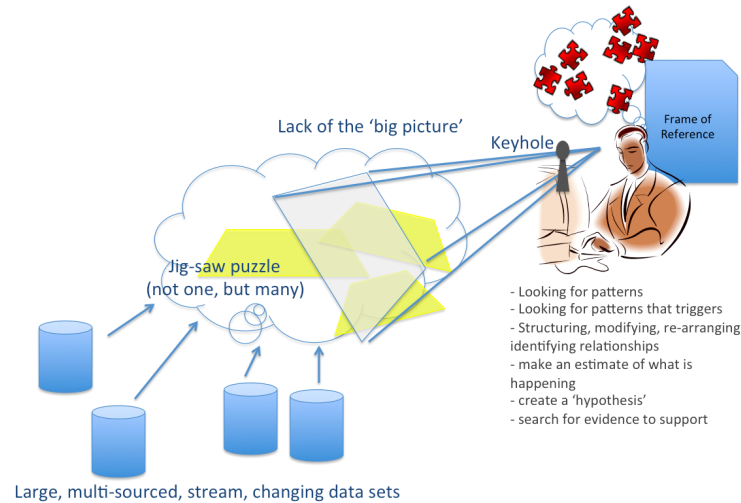 Lack of the ‘big picture’
Keyhole
Frame of
Reference
Jig-saw puzzle
(not one, but many)
- Looking for patterns
- Looking for patterns that triggers
- Structuring, modifying, re-arranging
identifying relationships
- make an estimate of what is
happening
- create a ‘hypothesis’
- search for evidence to support
Large, multi-sourced, stream, changing data sets